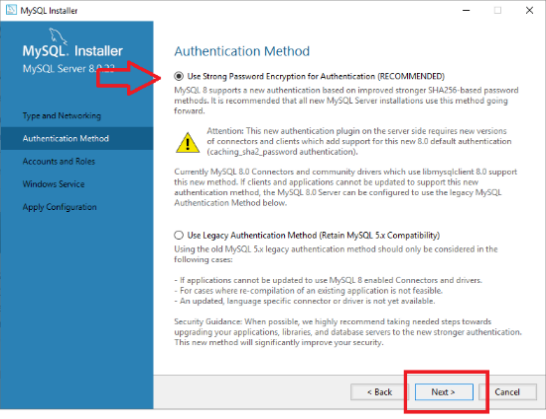 MySQL Installer
MySQL. Installer
MySQL Server 8.0.22
Type and Networking
Authentication Method
Accounts and Roles
Windows Service
Apply Configuration
Authentication Method
Use Strong Password Encryption for Authentication (RECOMMENDED)
MySQL 8 supports a new authentication based on improved stronger SHA256-based password
methods. It is recommended that all new MySQL Server installations use this method going
forward.
Attention: This new authentication plugin on the server side requires new versions
of connectors and clients which add support for this new 8.0 default authentication
(caching_sha2_password authentication).
Currently MySQL 8.0 Connectors and community drivers which use libmysqlclient 8.0 support
this new method. If clients and applications cannot be updated to support this new
authentication method, the MySQL 8.0 Server can be configured to use the legacy MySQL
Authentication Method below.
Use Legacy Authentication Method (Retain MySQL 5.x Compatibility)
Using the old MySQL 5.x legacy authentication method should only be considered in the
following cases:
- If applications cannot be updated to use MySQL 8 enabled Connectors and drivers.
- For cases where re-compilation of an existing application is not feasible.
- An updated, language specific connector or driver is not yet available.
Security Guidance: When possible, we highly recommend taking needed steps towards
upgrading your applications, libraries, and database servers to the new stronger authentication.
This new method will significantly improve your security.
< Back
Next >
Cancel